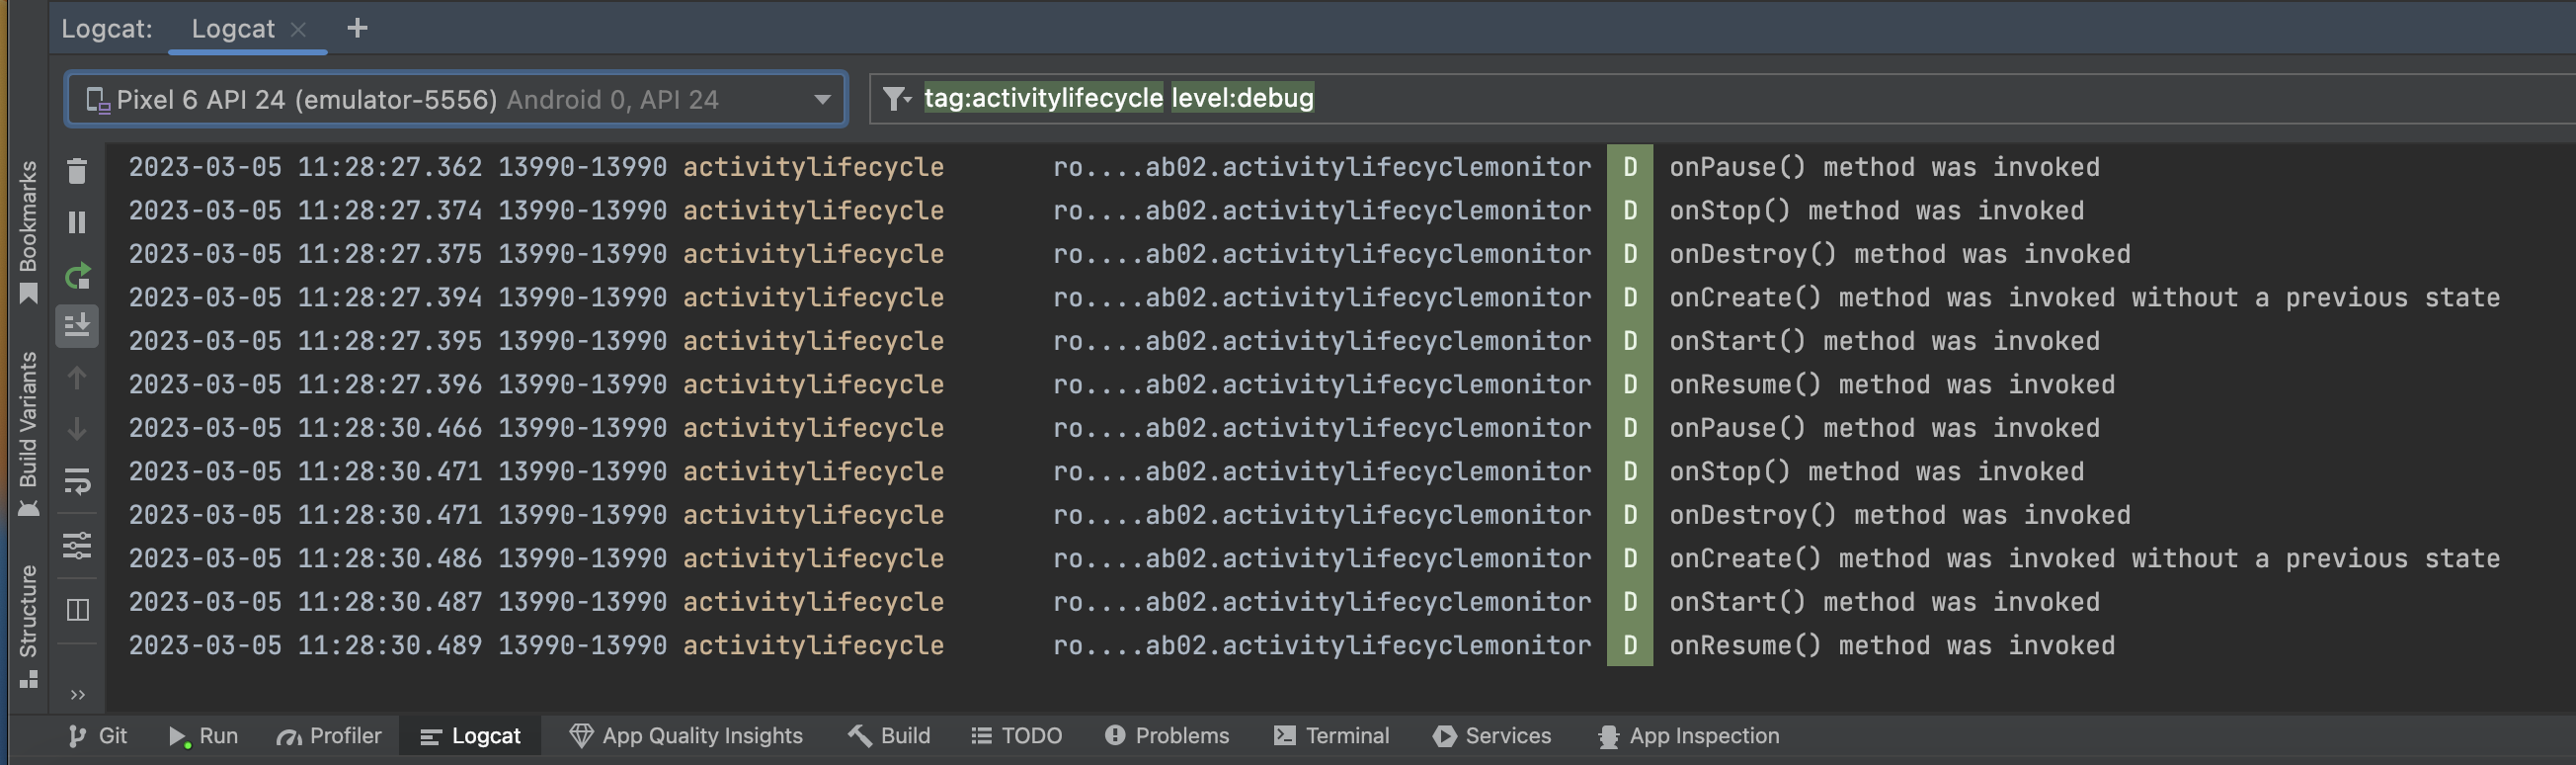 Logcat: Logcat
Pixel 6 API 24 (emulator-5556) Android 0, API 24
tag:activitylifecycle level:debug
2023-03-05 11:28:27.362 13990-13990 activitylifecycle ro....ab02.activitylifecyclemonitor D onPause() method was invoked
2023-03-05 11:28:27.374 13990-13990 activitylifecycle ro....ab02.activitylifecyclemonitor D onStop() method was invoked
2023-03-05 11:28:27.375 13990-13990 activitylifecycle ro....ab02.activitylifecyclemonitor D onDestroy() method was invoked
2023-03-05 11:28:27.394 13990-13990 activitylifecycle ro....ab02.activitylifecyclemonitor D onCreate() method was invoked without a previous state
2023-03-05 11:28:27.395 13990-13990 activitylifecycle ro....ab02.activitylifecyclemonitor D onStart() method was invoked
2023-03-05 11:28:27.396 13990-13990 activitylifecycle ro....ab02.activitylifecyclemonitor D onResume() method was invoked
2023-03-05 11:28:30.466 13990-13990 activitylifecycle ro....ab02.activitylifecyclemonitor D onPause() method was invoked
2023-03-05 11:28:30.471 13990-13990 activitylifecycle ro....ab02.activitylifecyclemonitor D onStop() method was invoked
2023-03-05 11:28:30.471 13990-13990 activitylifecycle ro....ab02.activitylifecyclemonitor D onDestroy() method was invoked
2023-03-05 11:28:30.486 13990-13990 activitylifecycle ro....ab02.activitylifecyclemonitor D onCreate() method was invoked without a previous state
2023-03-05 11:28:30.487 13990-13990 activitylifecycle ro....ab02.activitylifecyclemonitor D onStart() method was invoked
2023-03-05 11:28:30.489 13990-13990 activitylifecycle ro....ab02.activitylifecyclemonitor D onResume() method was invoked
Bookmarks
Build Variants
Structure
Git Run Profiler Logcat App Quality Insights Build TODO Problems Terminal Services App Inspection